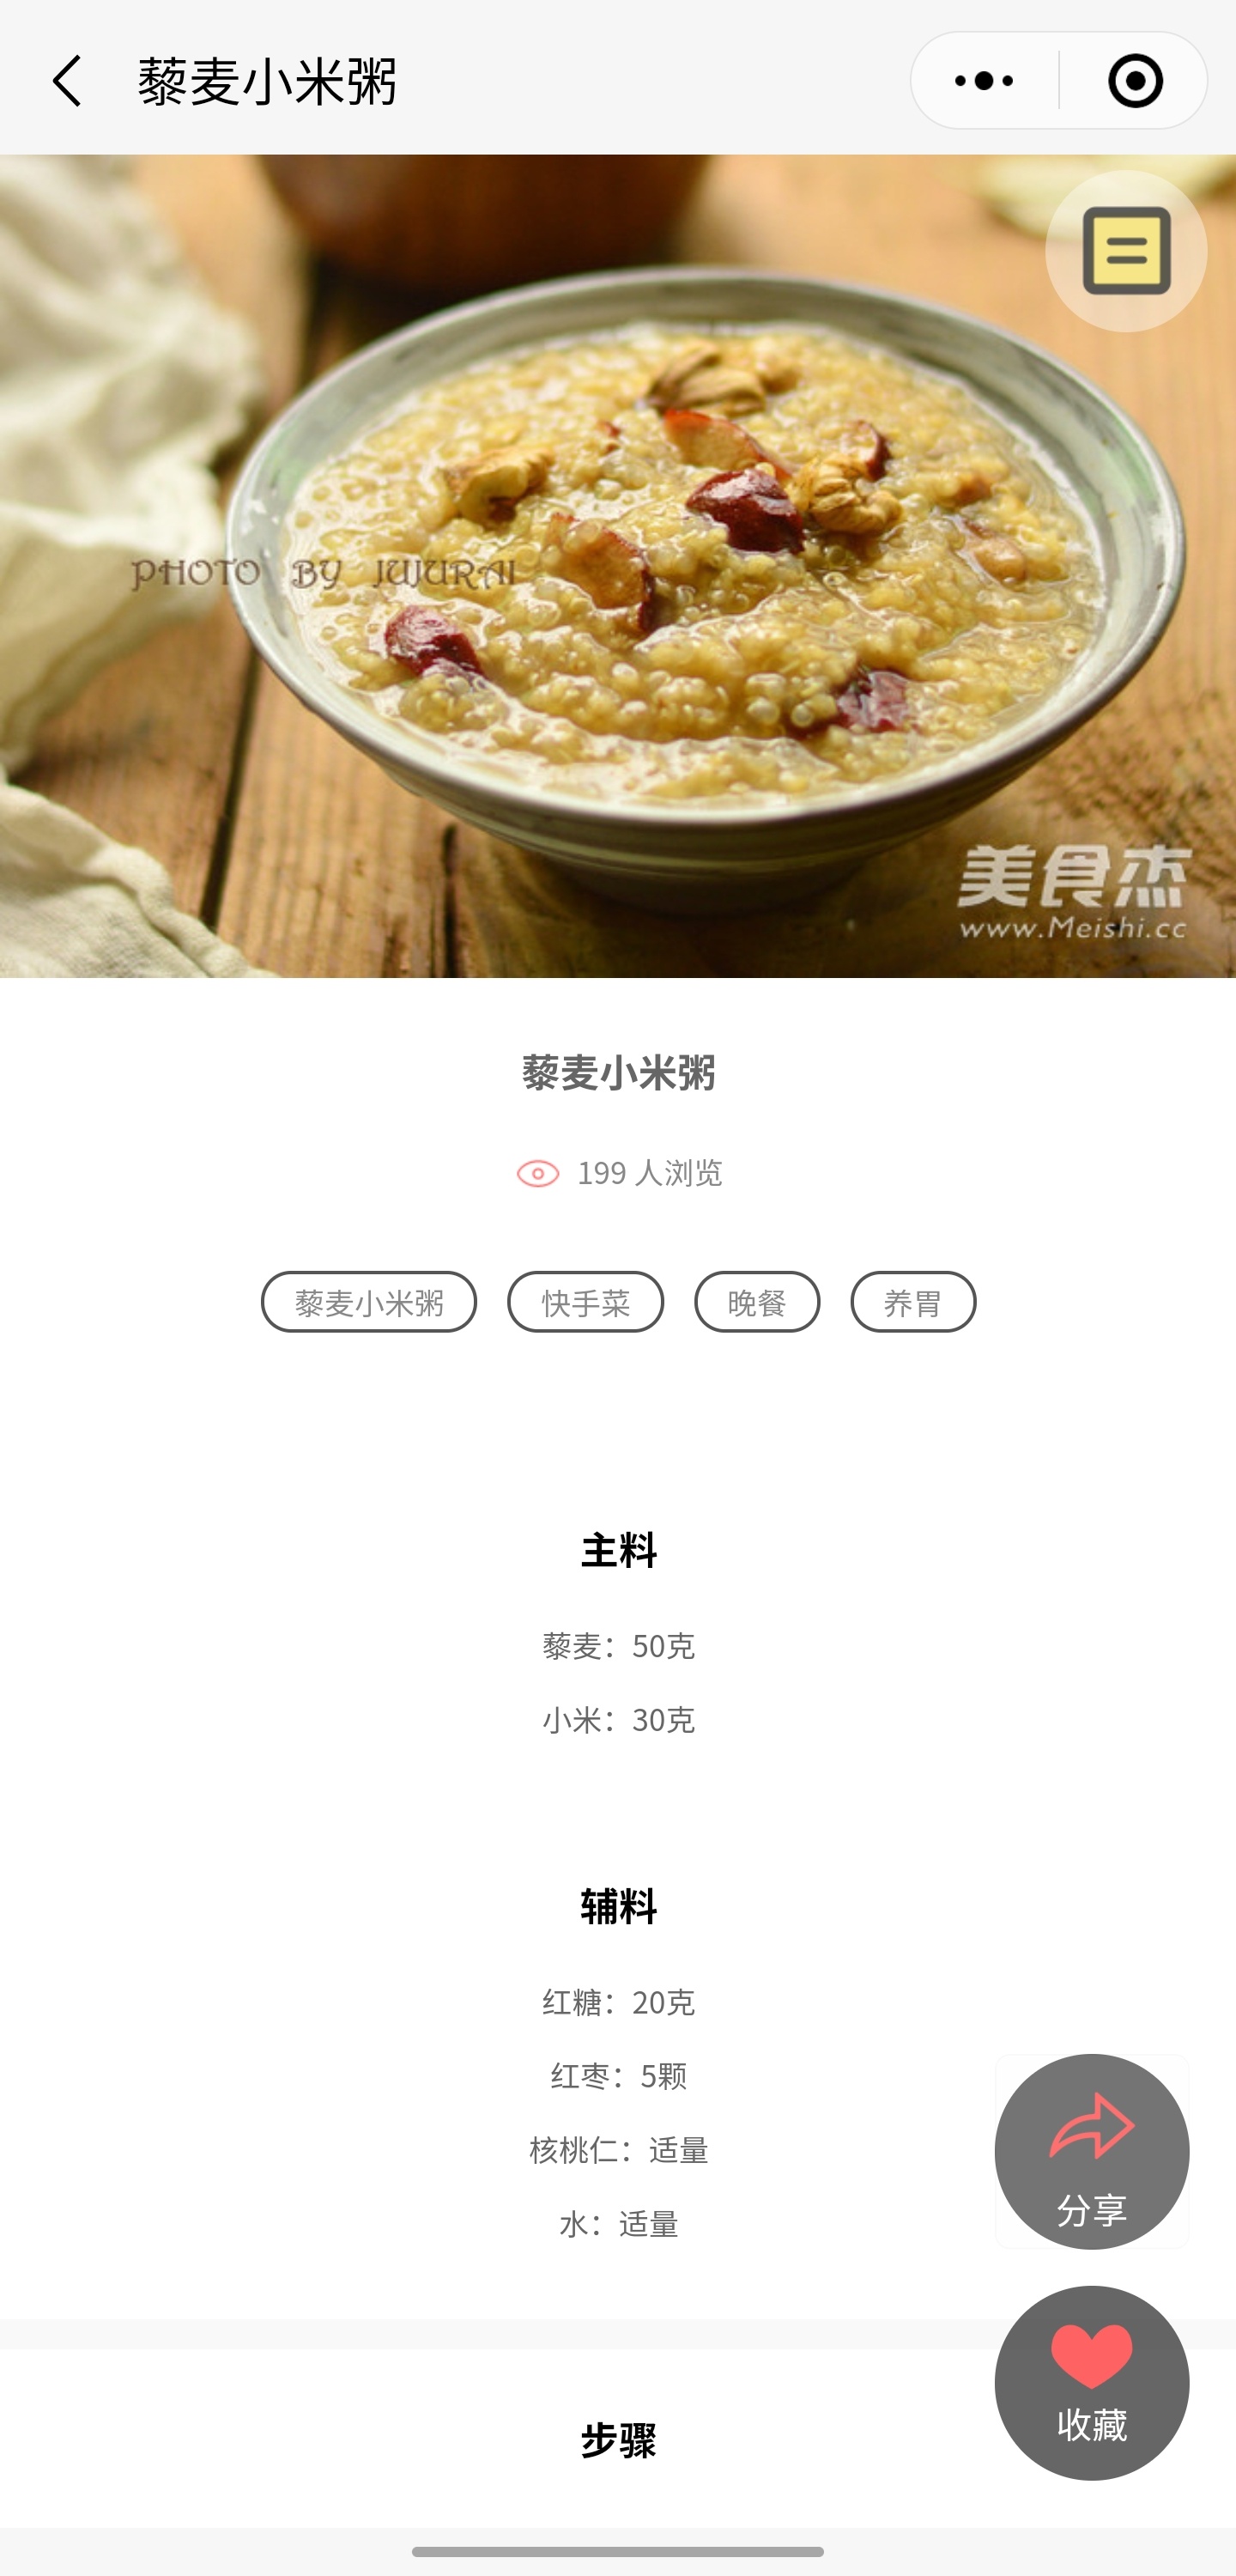 藜麦小米粥
PHOTO BY JUJURAI
美食杰
www.Meishi.cc
藜麦小米粥
199 人浏览
藜麦小米粥 快手菜 晚餐 养胃
主料
藜麦：50克
小米：30克
辅料
红糖：20克
红枣：5颗
核桃仁：适量
水：适量
分享
收藏
步骤